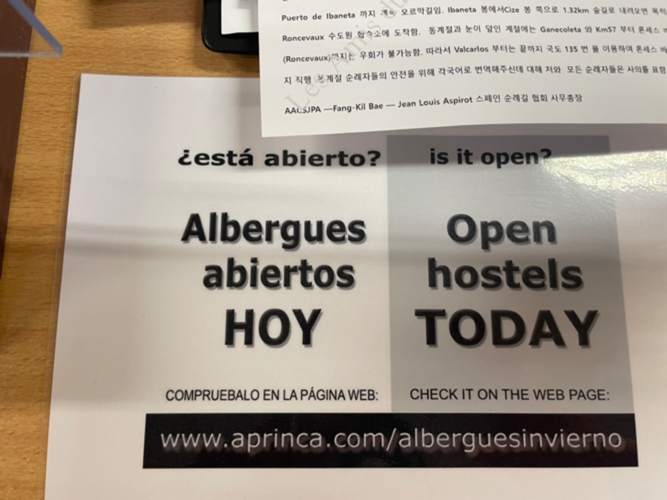 Puerto de Ibaneta 까지 계속 오르막길임. Ibaneta 봉에서Cize 봉 쪽으로 1.32km 숲길로 내려오면
Roncevaux 수도원 협숙소에 도착함. 동계절과 눈이 덮인 계절에는 Ganecoleta 와 Km57 부터 론세스
(Roncevaux)까지는 우회가 불가능함. 따라서 Valcarlos 부터는 끝까지 국도 135 번 을 이용하여 론세스
지 직행 동계절 순례자들의 안전을 위해 각국어로 번역해주신데 대해 저와 모든 순례자들은 사의를
AACSJPA —Fang-Kil Bae — Jean Louis Aspirot 스페인 순례길 협회 사무총장
Les Amis du
¿está abierto?
Albergues
abiertos
HOY
COMPRUEBALO EN LA PÁGINA WEB:
is it open?
Open
hostels
TODAY
CHECK IT ON THE WEB PAGE:
www.aprinca.com/alberguesinvierno